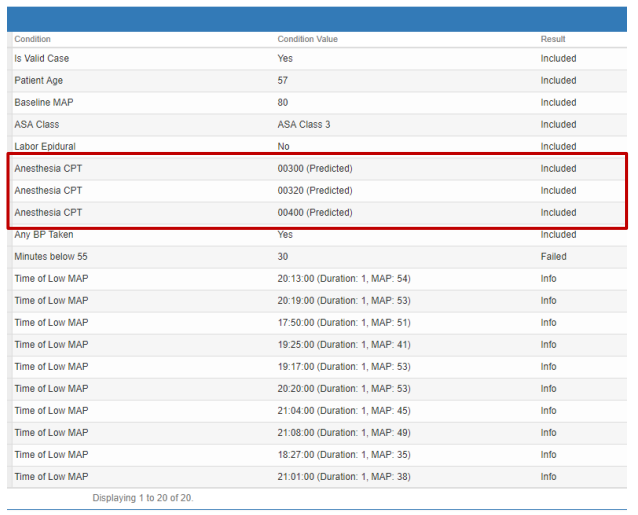 Condition Condition Value Result
Is Valid Case Yes Included
Patient Age 57 Included
Baseline MAP 80 Included
ASA Class ASA Class 3 Included
Labor Epidural No Included
Anesthesia CPT 00300 (Predicted) Included
Anesthesia CPT 00320 (Predicted) Included
Anesthesia CPT 00400 (Predicted) Included
Any BP Taken Yes Included
Minutes below 55 30 Failed
Time of Low MAP 20:13:00 (Duration: 1, MAP: 54) Info
Time of Low MAP 20:19:00 (Duration: 1, MAP: 53) Info
Time of Low MAP 17:50:00 (Duration: 1, MAP: 51) Info
Time of Low MAP 19:25:00 (Duration: 1, MAP: 41) Info
Time of Low MAP 19:17:00 (Duration: 1, MAP: 53) Info
Time of Low MAP 20:20:00 (Duration: 1, MAP: 53) Info
Time of Low MAP 21:04:00 (Duration: 1, MAP: 45) Info
Time of Low MAP 21:08:00 (Duration: 1, MAP: 49) Info
Time of Low MAP 18:27:00 (Duration: 1, MAP: 35) Info
Time of Low MAP 21:01:00 (Duration: 1, MAP: 38) Info
Displaying 1 to 20 of 20.